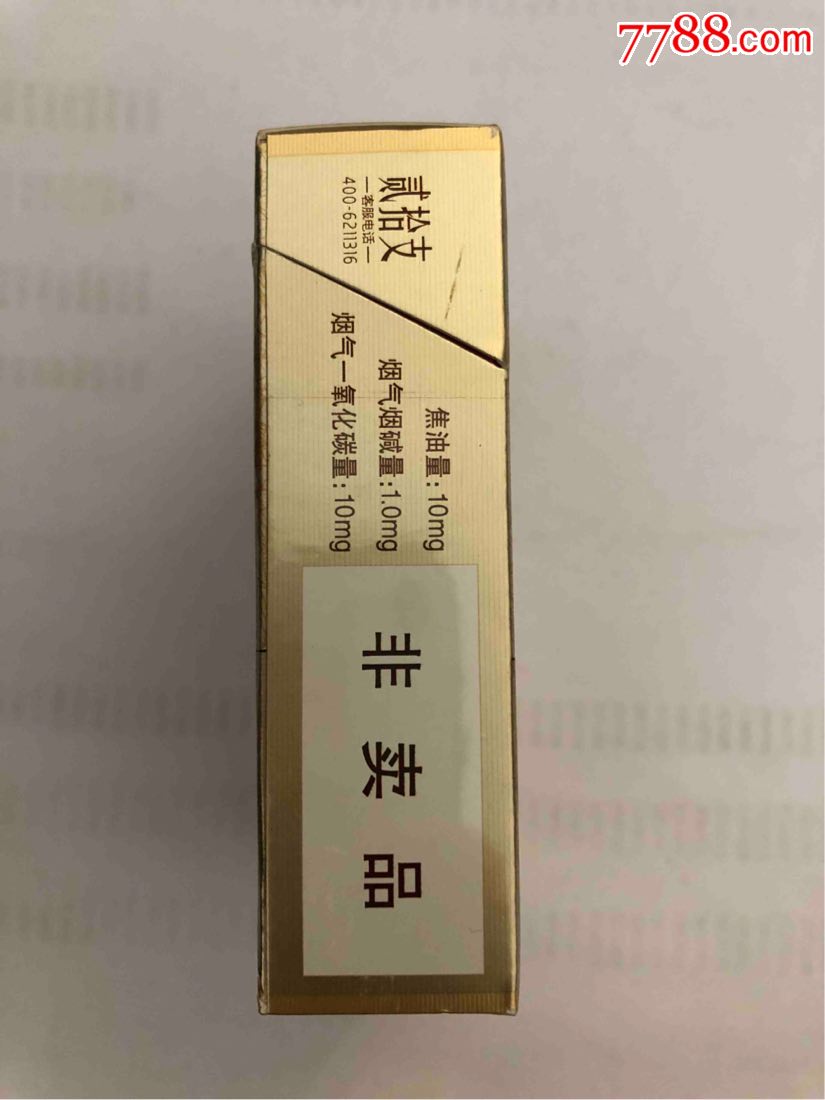 7788.com
贰拾支
客服电话
400-6211316
焦油量:10mg
烟气烟碱量:1.0mg
烟气一氧化碳量:10mg
非卖品